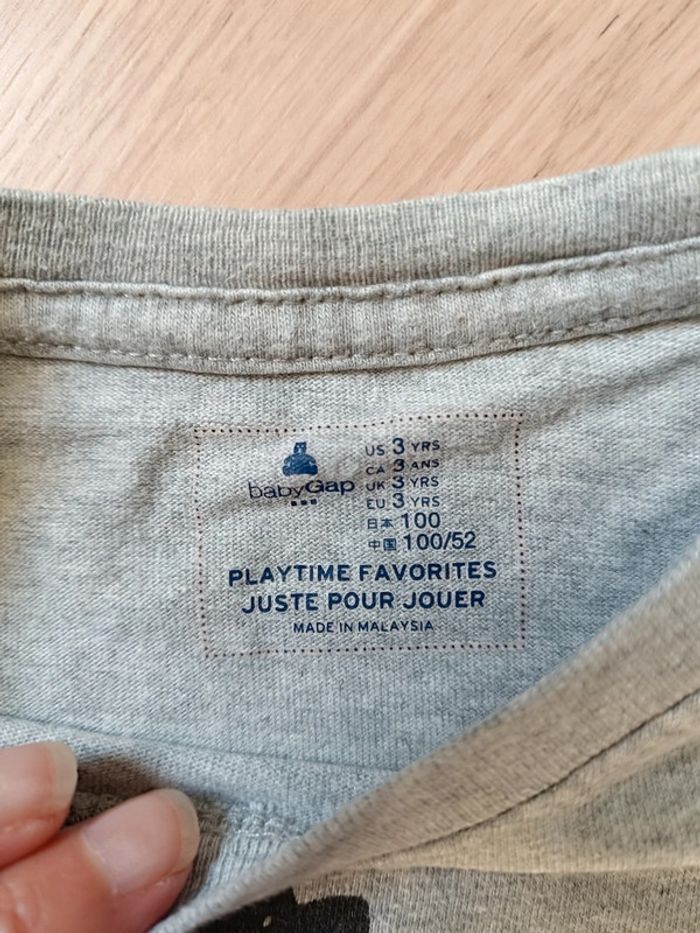 babyGap
US 3 YRS
CA 3 ANS
UK 3 YRS
EU 3 YRS
日本 100
中国 100/52
PLAYTIME FAVORITES
JUSTE POUR JOUER
MADE IN MALAYSIA